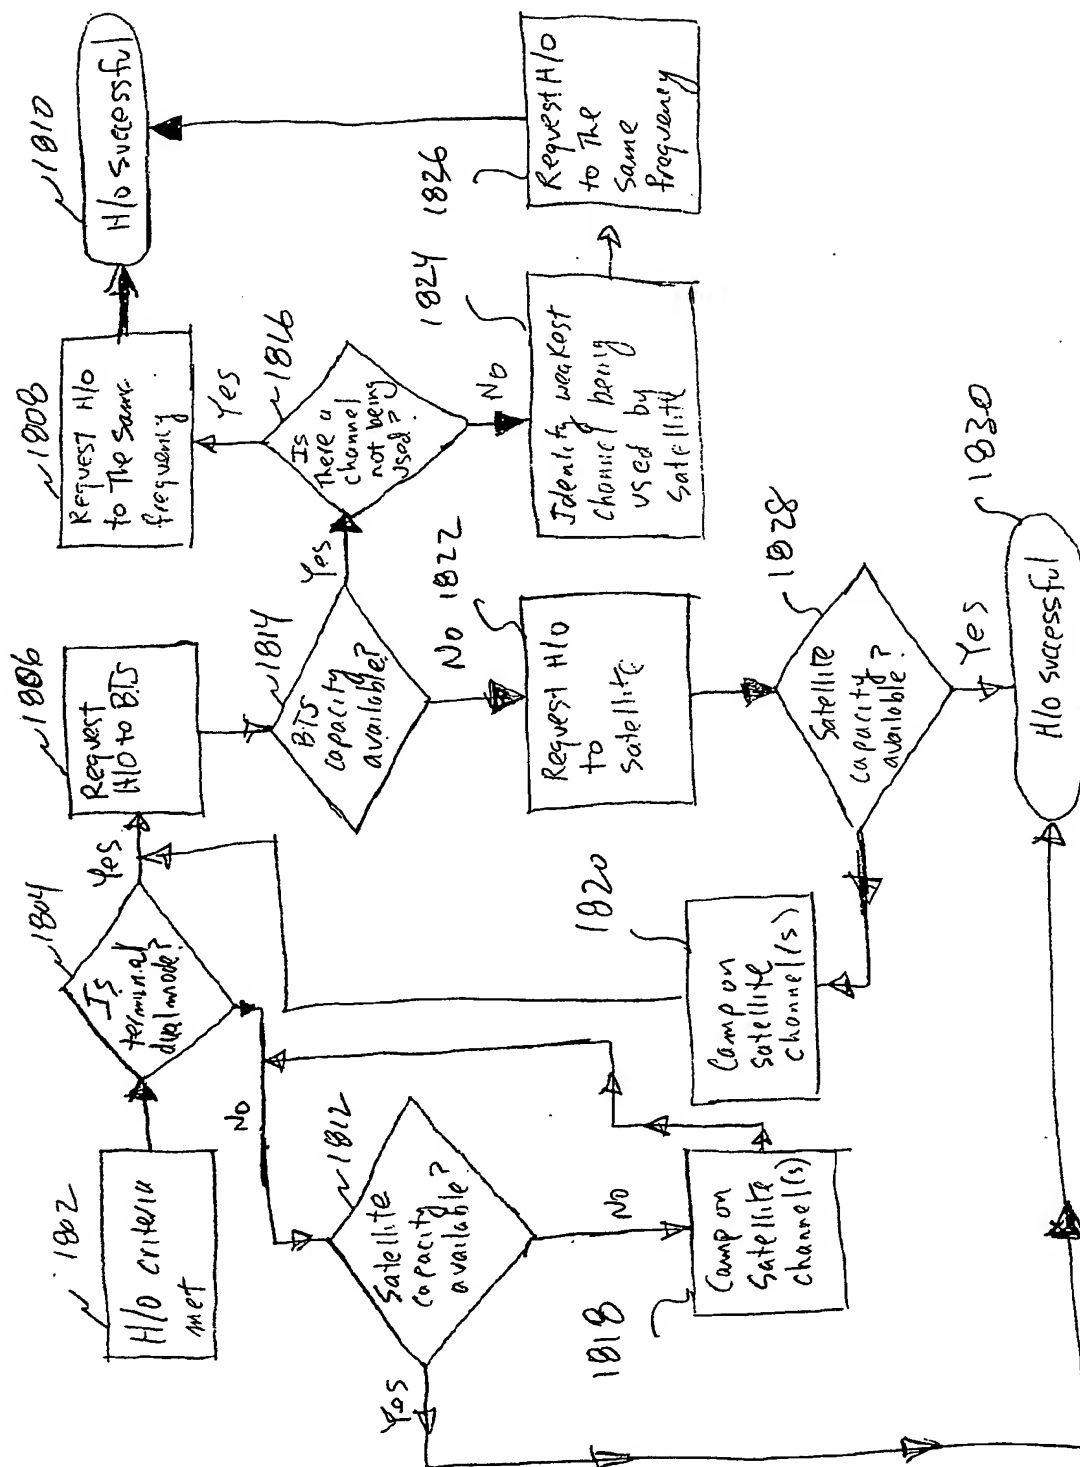 1802
H/o criteria
met
1804
Is
terminal
dualmode?
Yes
No
1806
Request
H/O to BTS
1808
Request H/o
to The same
frequency
1810
H/o successful
1812
Satellite
capacity
available?
Yes
No
1814
BTS
capacity
available?
Yes
No
1816
Is
There a
channel
not being
used?
Yes
No
1818
Camp on
Satellite
channel(s)
1820
Camp on
satellite
channel(s)
1822
Request H/o
to
satellite
1824
Identify weakest
channel being
used by
satellite
1826
Request H/o
to The
same
frequency
1828
Satellite
capacity
available?
Yes
1830
H/o successful